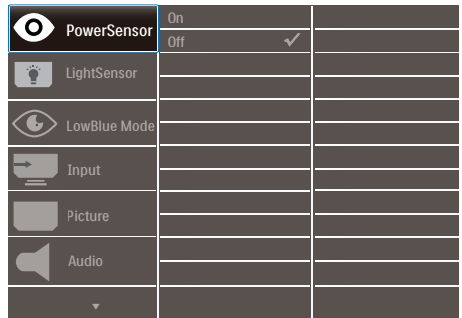 PowerSensor
On
Off
LightSensor
LowBlue Mode
Input
Picture
Audio